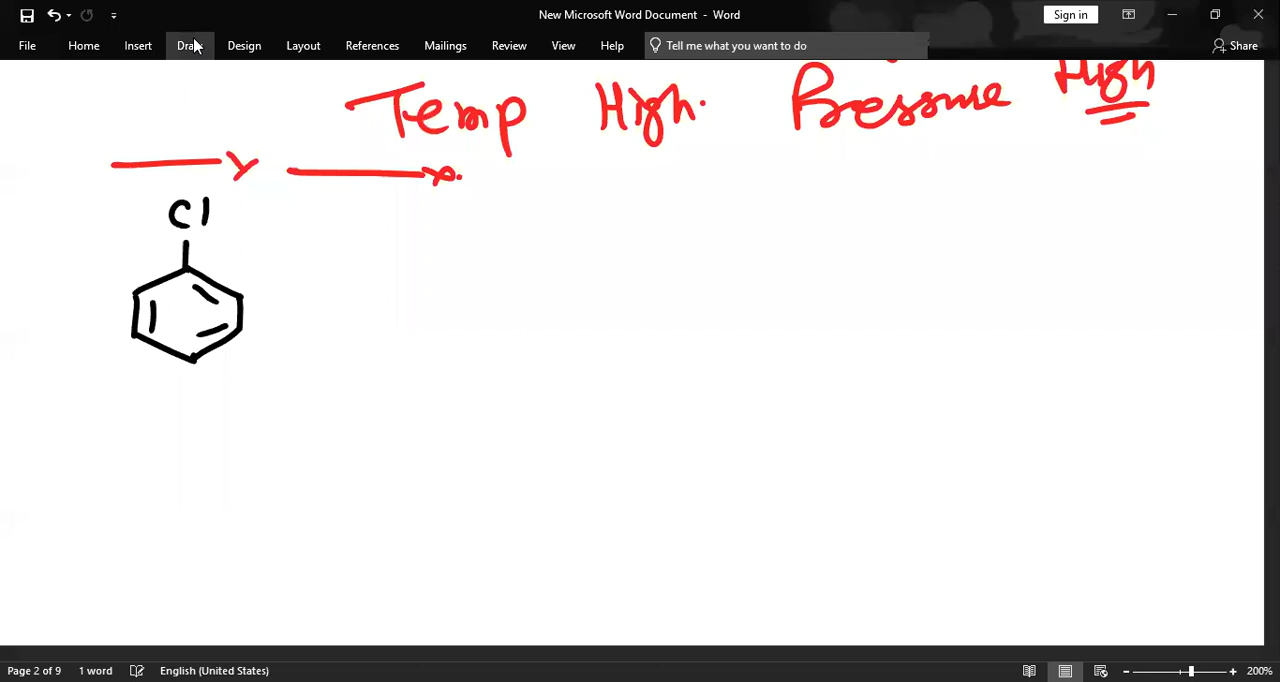 New Microsoft Word Document - Word
Sign in
File Home Insert Draw Design Layout References Mailings Review View Help Tell me what you want to do Share
Temp High. Pressure High
Cl
Page 2 of 9 1 word English (United States) 200%